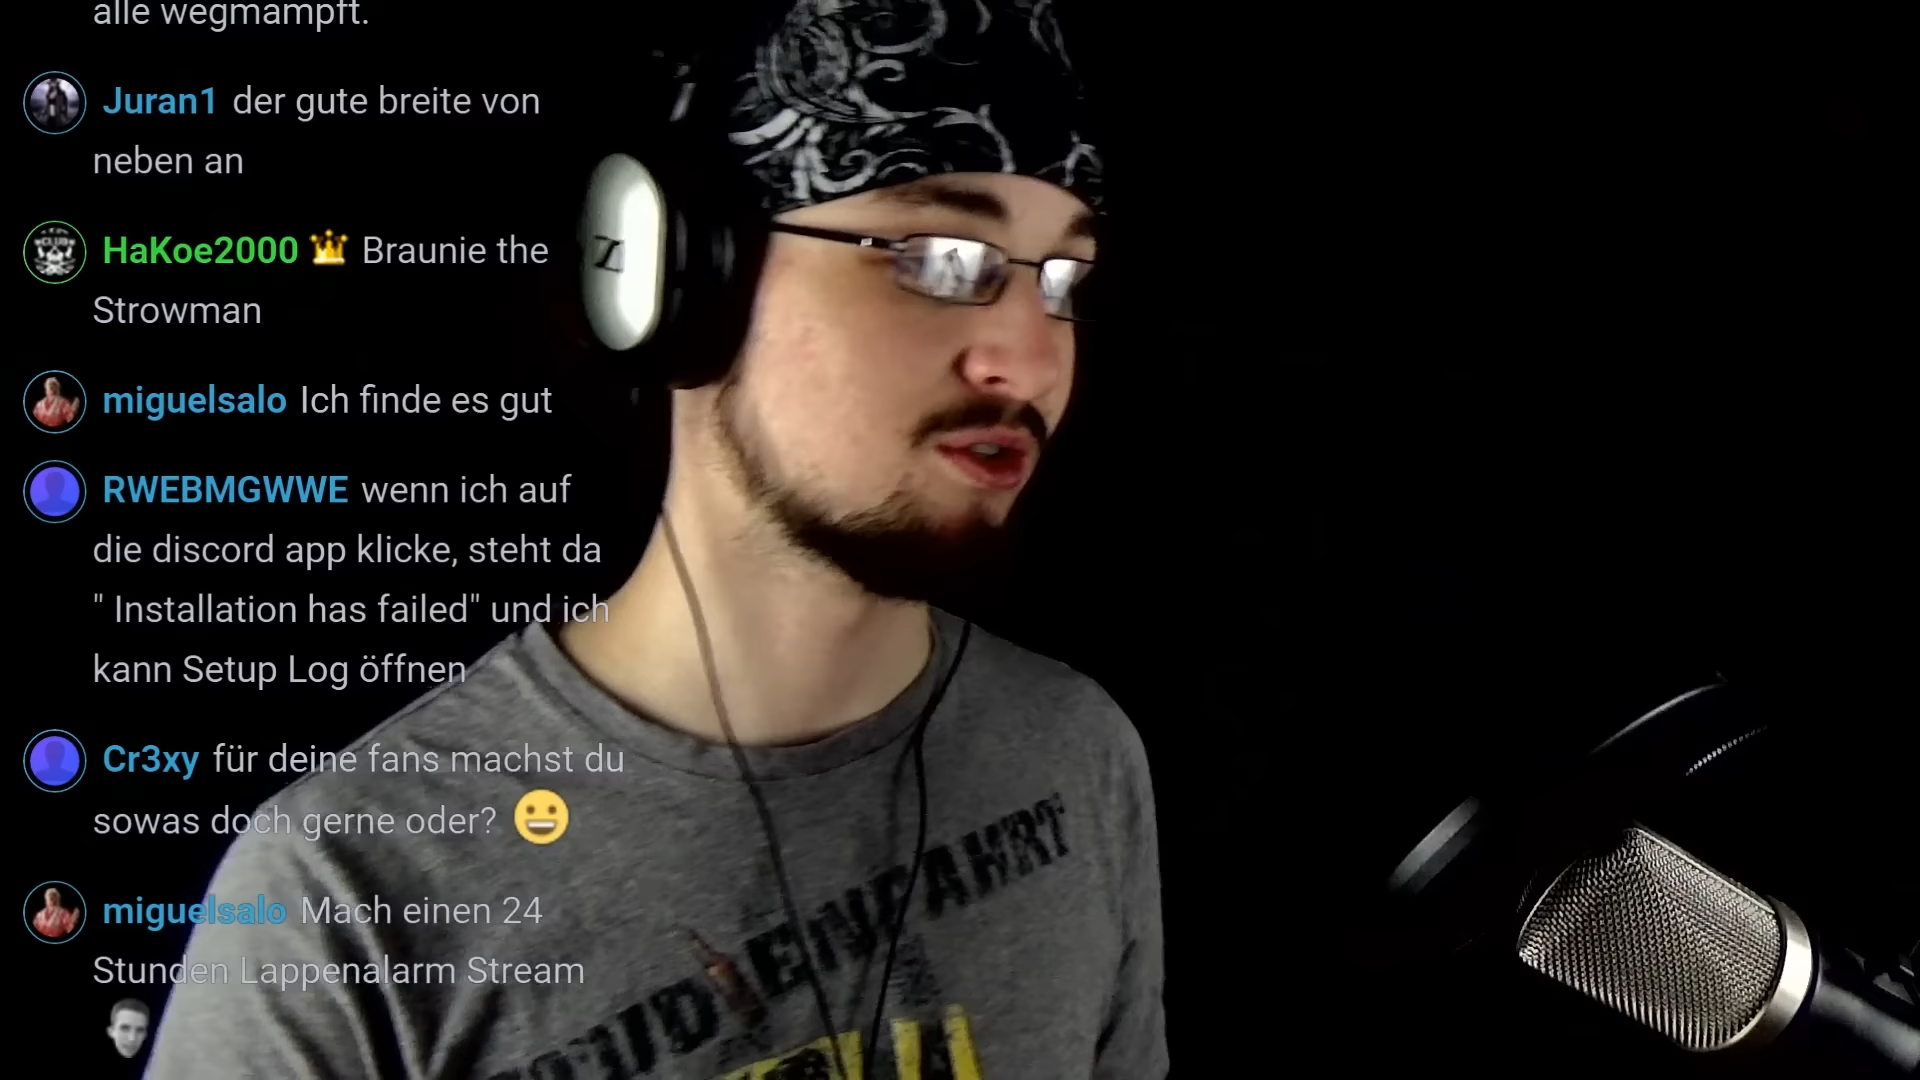 alle wegmampft.
Juran1 der gute breite von
neben an
HaKoe2000 Braunie the
Strowman
miguelsalo Ich finde es gut
RWEBMGWWE wenn ich auf
die discord app klicke, steht da
" Installation has failed" und ich
kann Setup Log öffnen
Cr3xy für deine fans machst du
sowas doch gerne oder?
miguelsalo Mach einen 24
Stunden Lappenalarm Stream